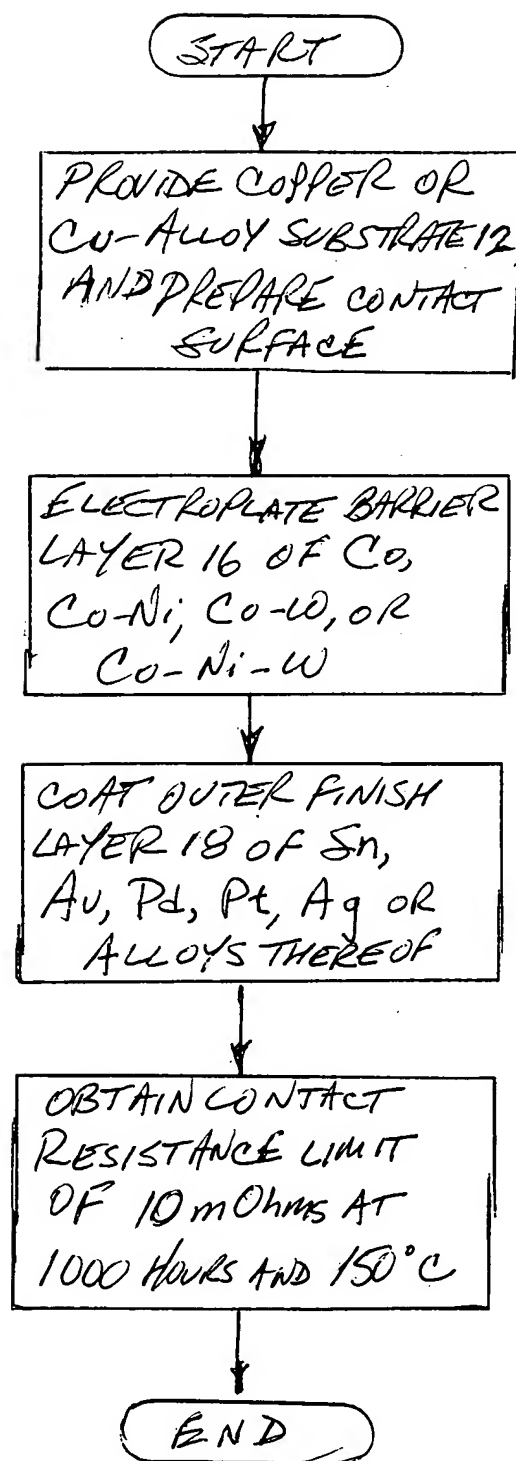 START
PROVIDE COPPER OR
CU-ALLOY SUBSTRATE 12
AND PREPARE CONTACT
SURFACE
ELECTROPLATE BARRIER
LAYER 16 OF Co,
Co-Ni, Co-W, OR
Co-Ni-W
COAT OUTER FINISH
LAYER 18 OF Sn,
Au, Pd, Pt, Ag OR
ALLOYS THEREOF
OBTAIN CONTACT
RESISTANCE LIMIT
OF 10 mOhms AT
1000 HOURS AND 150°C
END